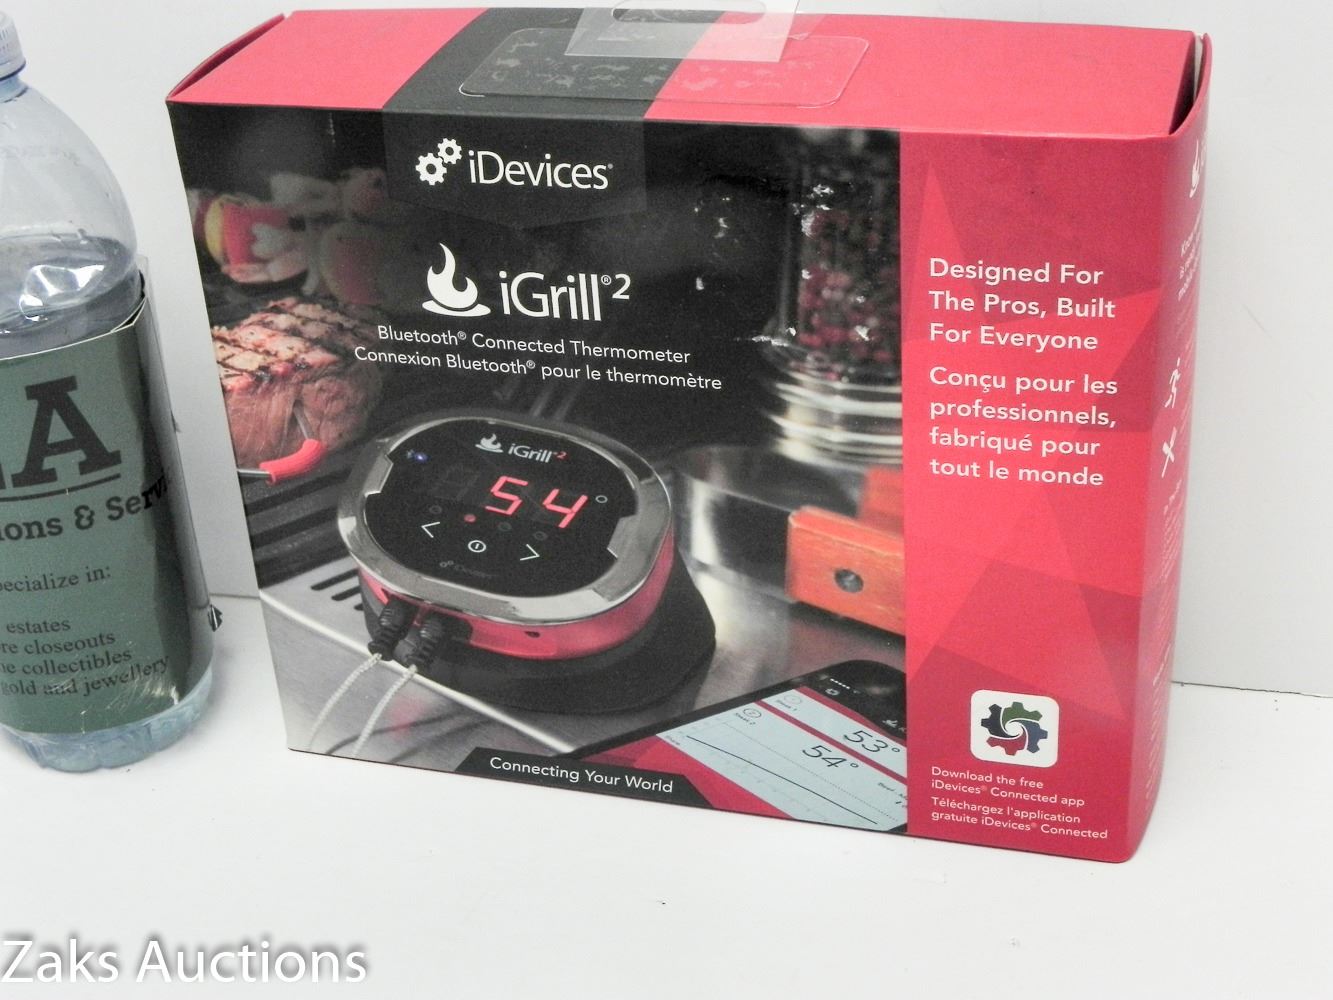 iDevices
iGrill®2
Bluetooth® Connected Thermometer
Connexion Bluetooth® pour le thermomètre
iGrill2
54
Connecting Your World
53°
54°
Designed For
The Pros, Built
For Everyone
Conçu pour les
professionnels,
fabriqué pour
tout le monde
Download the free
iDevices® Connected app
Téléchargez l'application
gratuite iDevices® Connected
A
ions & Serv
pecialize in:
estates
re closeouts
ne collectibles
gold and jewellery
Zaks Auctions